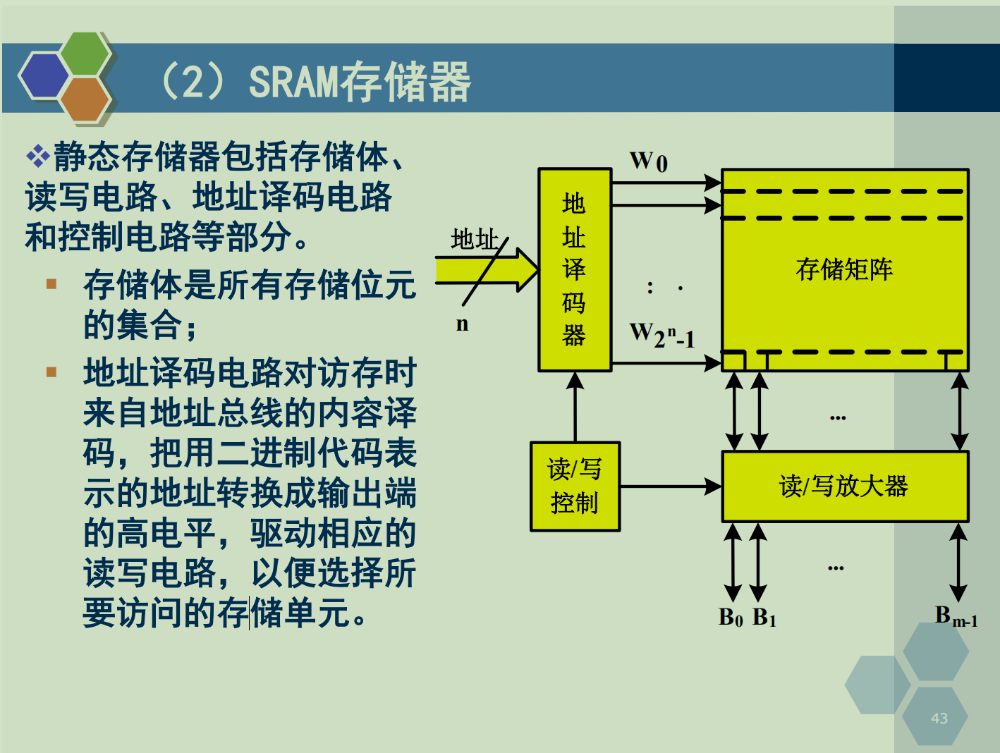 （2）SRAM存储器
静态存储器包括存储体、
读写电路、地址译码电路
和控制电路等部分。
存储体是所有存储位元
的集合；
地址译码电路对访存时
来自地址总线的内容译
码，把用二进制代码表
示的地址转换成输出端
的高电平，驱动相应的
读写电路，以便选择所
要访问的存储单元。
地址
n
地
址
译
码
器
W0
: .
W2^n-1
存储矩阵
...
读/写
控制
读/写放大器
...
B0 B1 Bm-1
43